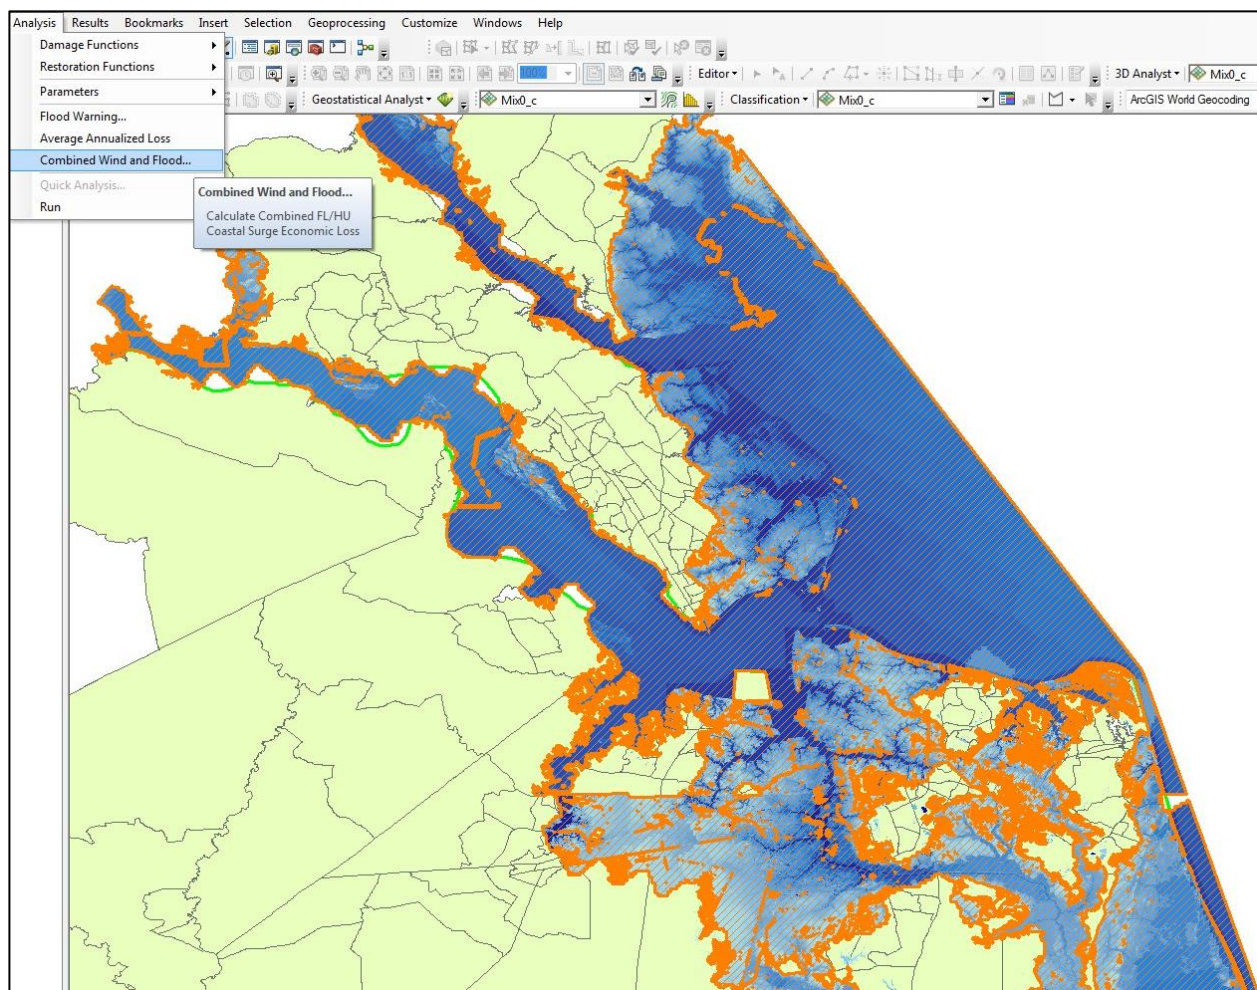 Analysis Results Bookmarks Insert Selection Geoprocessing Customize Windows Help
Damage Functions
Restoration Functions
100%
Editor
3D Analyst
Mix0_c
Parameters
Geostatistical Analyst
Mix0_c
Classification
Mix0_c
ArcGIS World Geocoding
Flood Warning...
Average Annualized Loss
Combined Wind and Flood...
Quick Analysis...
Run
Combined Wind and Flood...
Calculate Combined FL/HU
Coastal Surge Economic Loss